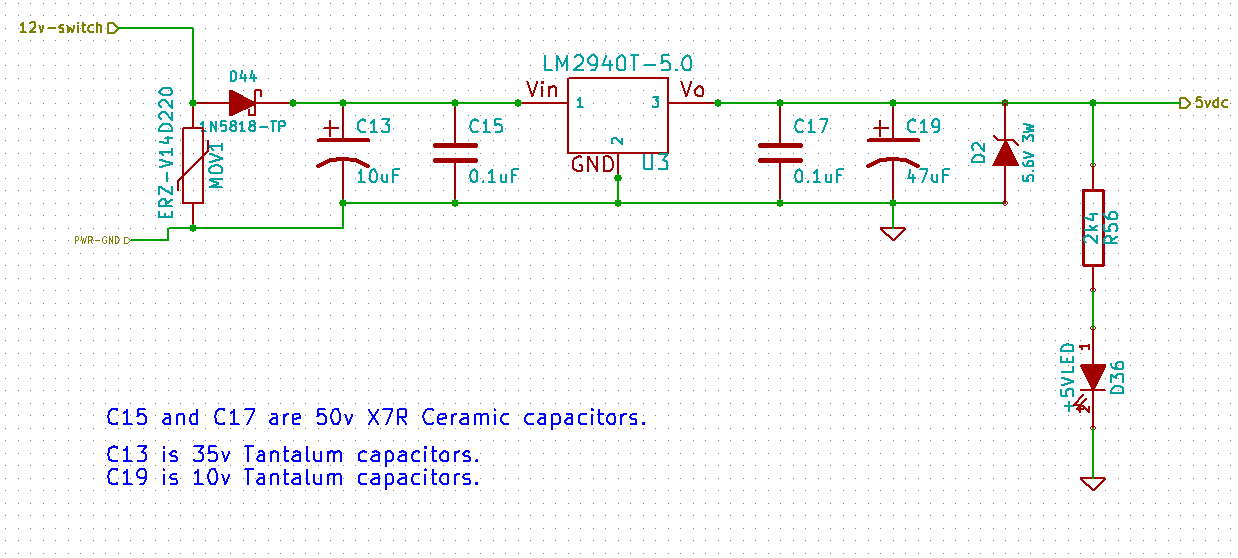 12v-switch
D44
1N5818-TP
ERZ-V14D220
MOV1
PWR-GND
+
C13
10uF
C15
0.1uF
LM2940T-5.0
Vin
1
3
Vo
2
GND
U3
C17
0.1uF
+
C19
47uF
D2
5.6V 3W
5vdc
2k4
R56
+5VLED
1
2
D36
C15 and C17 are 50v X7R Ceramic capacitors.
C13 is 35v Tantalum capacitors.
C19 is 10v Tantalum capacitors.